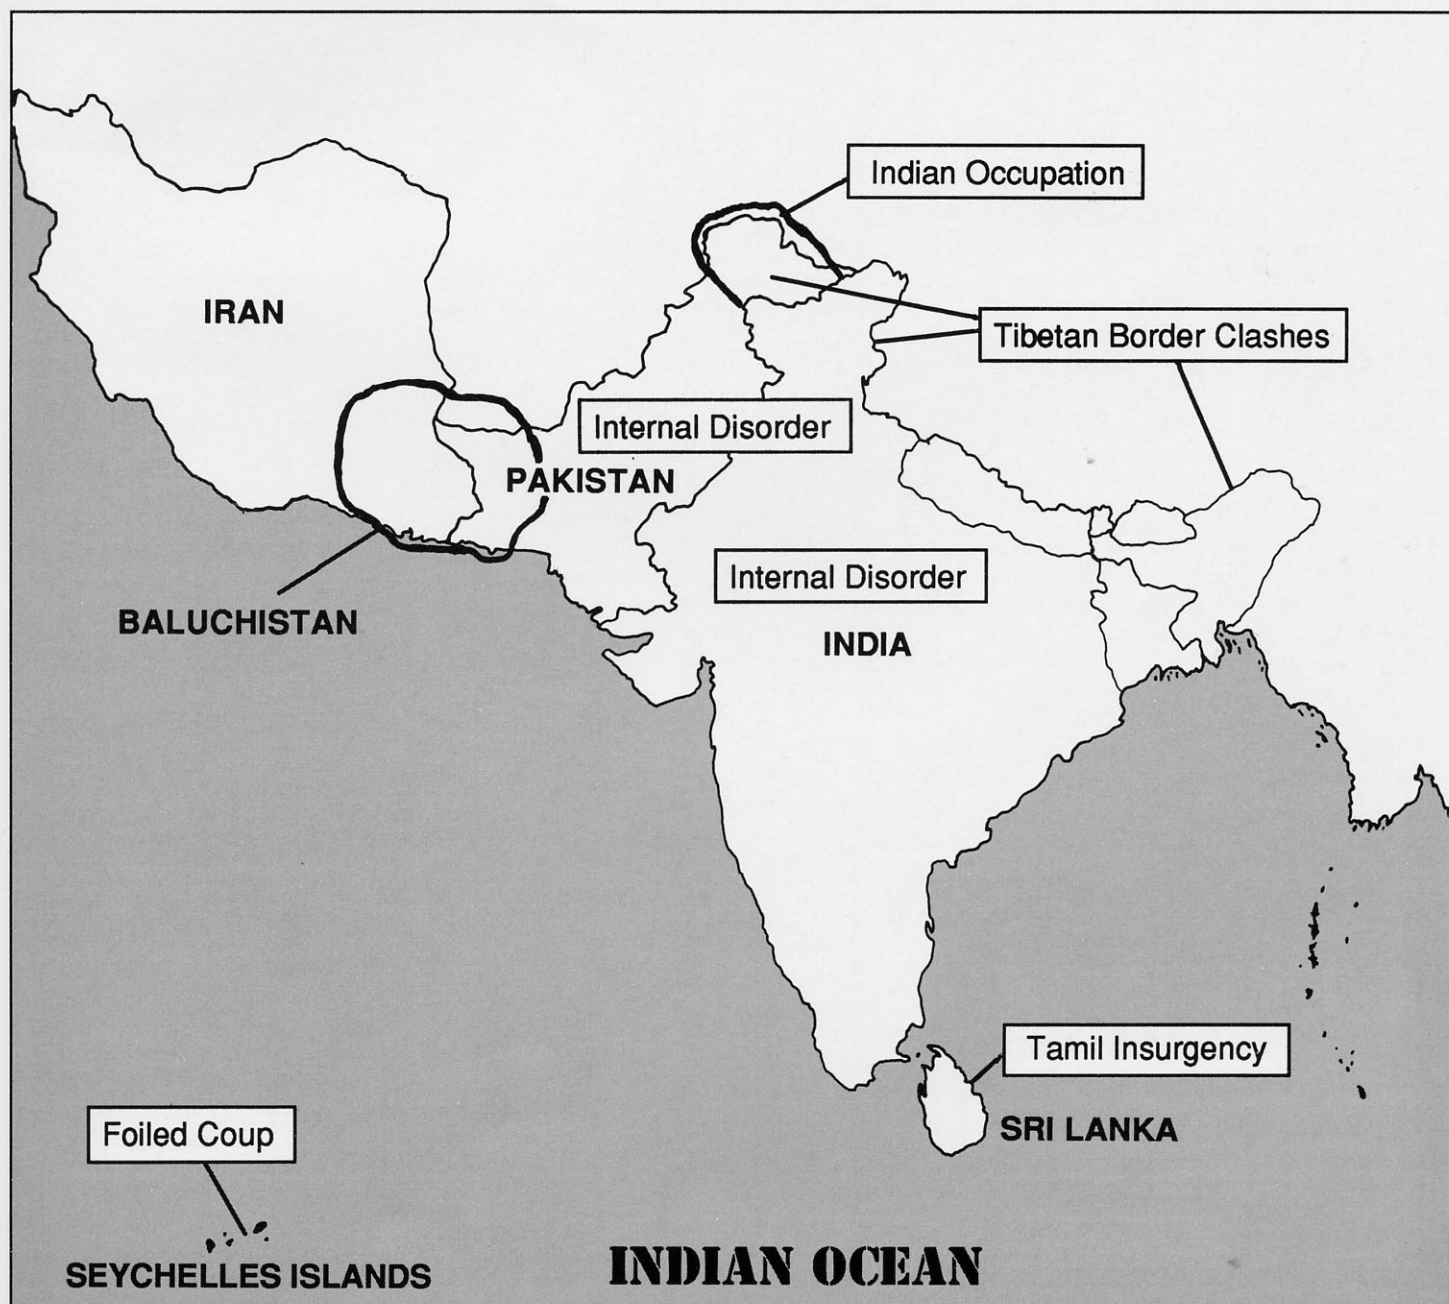 Indian Occupation
IRAN
Tibetan Border Clashes
Internal Disorder
PAKISTAN
Internal Disorder
BALUCHISTAN
INDIA
Tamil Insurgency
SRI LANKA
Foiled Coup
SEYCHELLES ISLANDS
INDIAN OCEAN